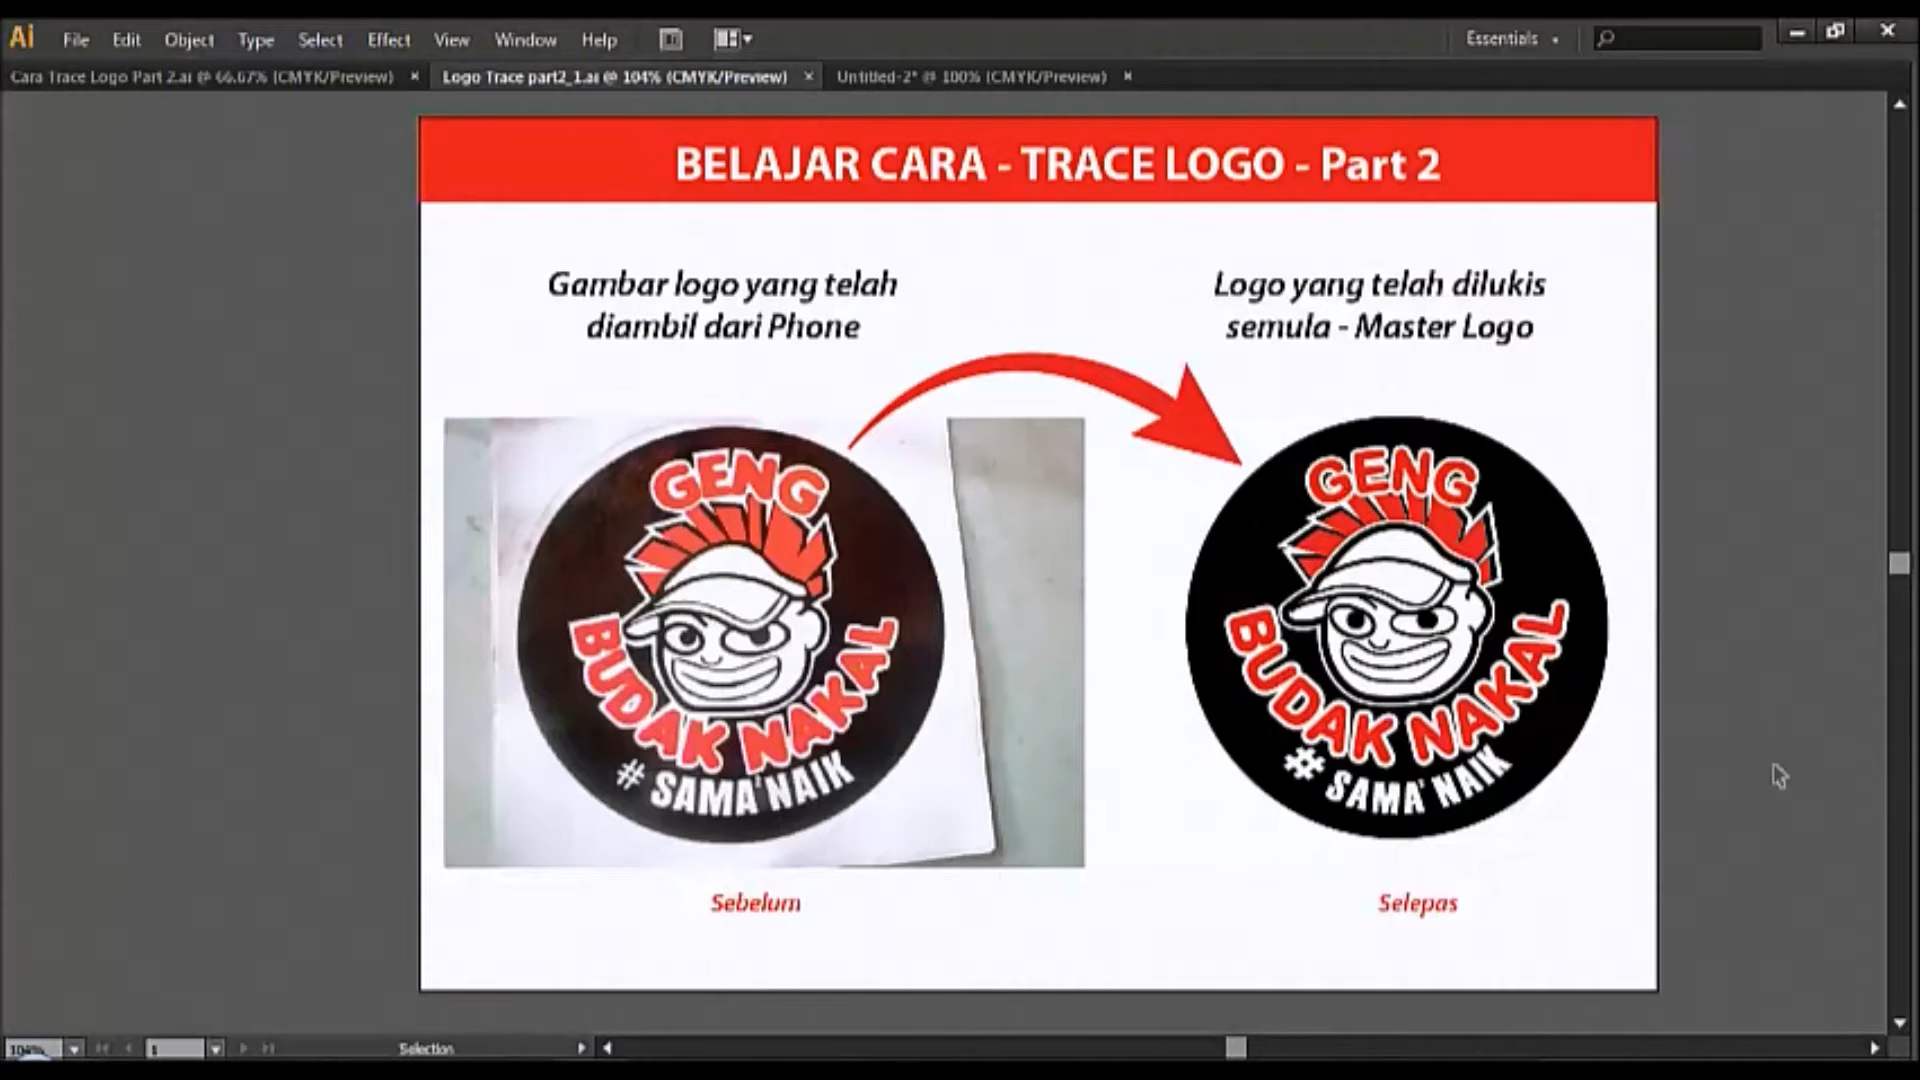 Ai File Edit Object Type Select Effect View Window Help Essentials
Cara Trace Logo Part 2.ai @ 66.67% (CMYK/Preview) Logo Trace part2_1.ai @ 104% (CMYK/Preview) Untitled-2* @ 100% (CMYK/Preview)
BELAJAR CARA - TRACE LOGO - Part 2
Gambar logo yang telah
diambil dari Phone
Logo yang telah dilukis
semula - Master Logo
GENG
BUDAK NAKAL
# SAMA'NAIK
GENG
BUDAK NAKAL
# SAMA' NAIK
Sebelum
Selepas
104% 1 Selection